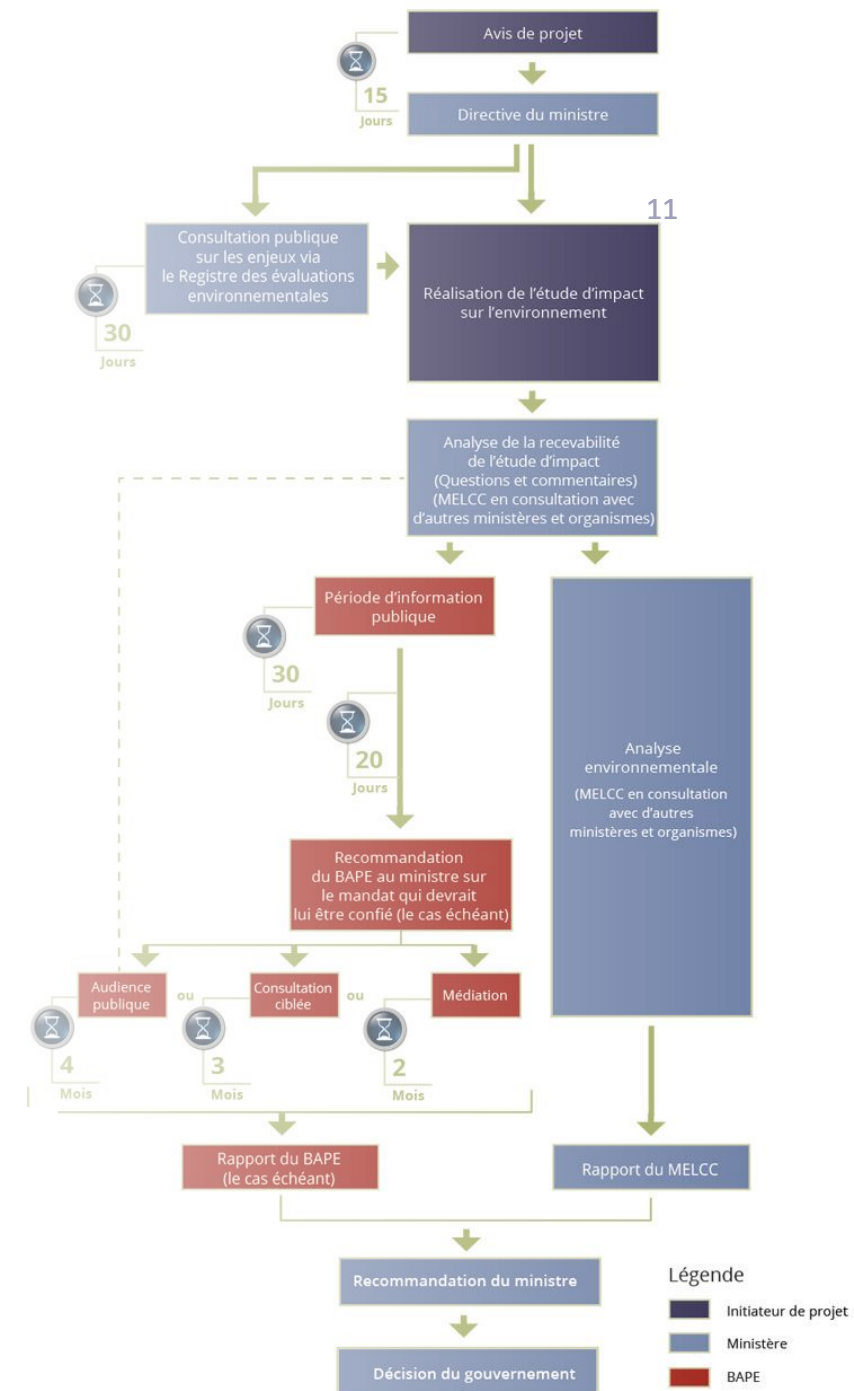 Avis de projet
15
Jours
Directive du ministre
11
Consultation publique
sur les enjeux via
le Registre des évaluations
environnementales
30
Jours
Réalisation de l'étude d'impact
sur l'environnement
Analyse de la recevabilité
de l'étude d'impact
(Questions et commentaires)
(MELCC en consultation avec
d'autres ministères et organismes)
Période d'information
publique
30
Jours
20
Jours
Analyse
environnementale
(MELCC en consultation
avec d'autres
ministères et organismes)
Recommandation
du BAPE au ministre sur
le mandat qui devrait
lui être confié (le cas échéant)
Audience
publique
ou
Consultation
ciblée
ou
Médiation
4
Mois
3
Mois
2
Mois
Rapport du BAPE
(le cas échéant)
Rapport du MELCC
Recommandation du ministre
Décision du gouvernement
Légende
Initiateur de projet
Ministère
BAPE